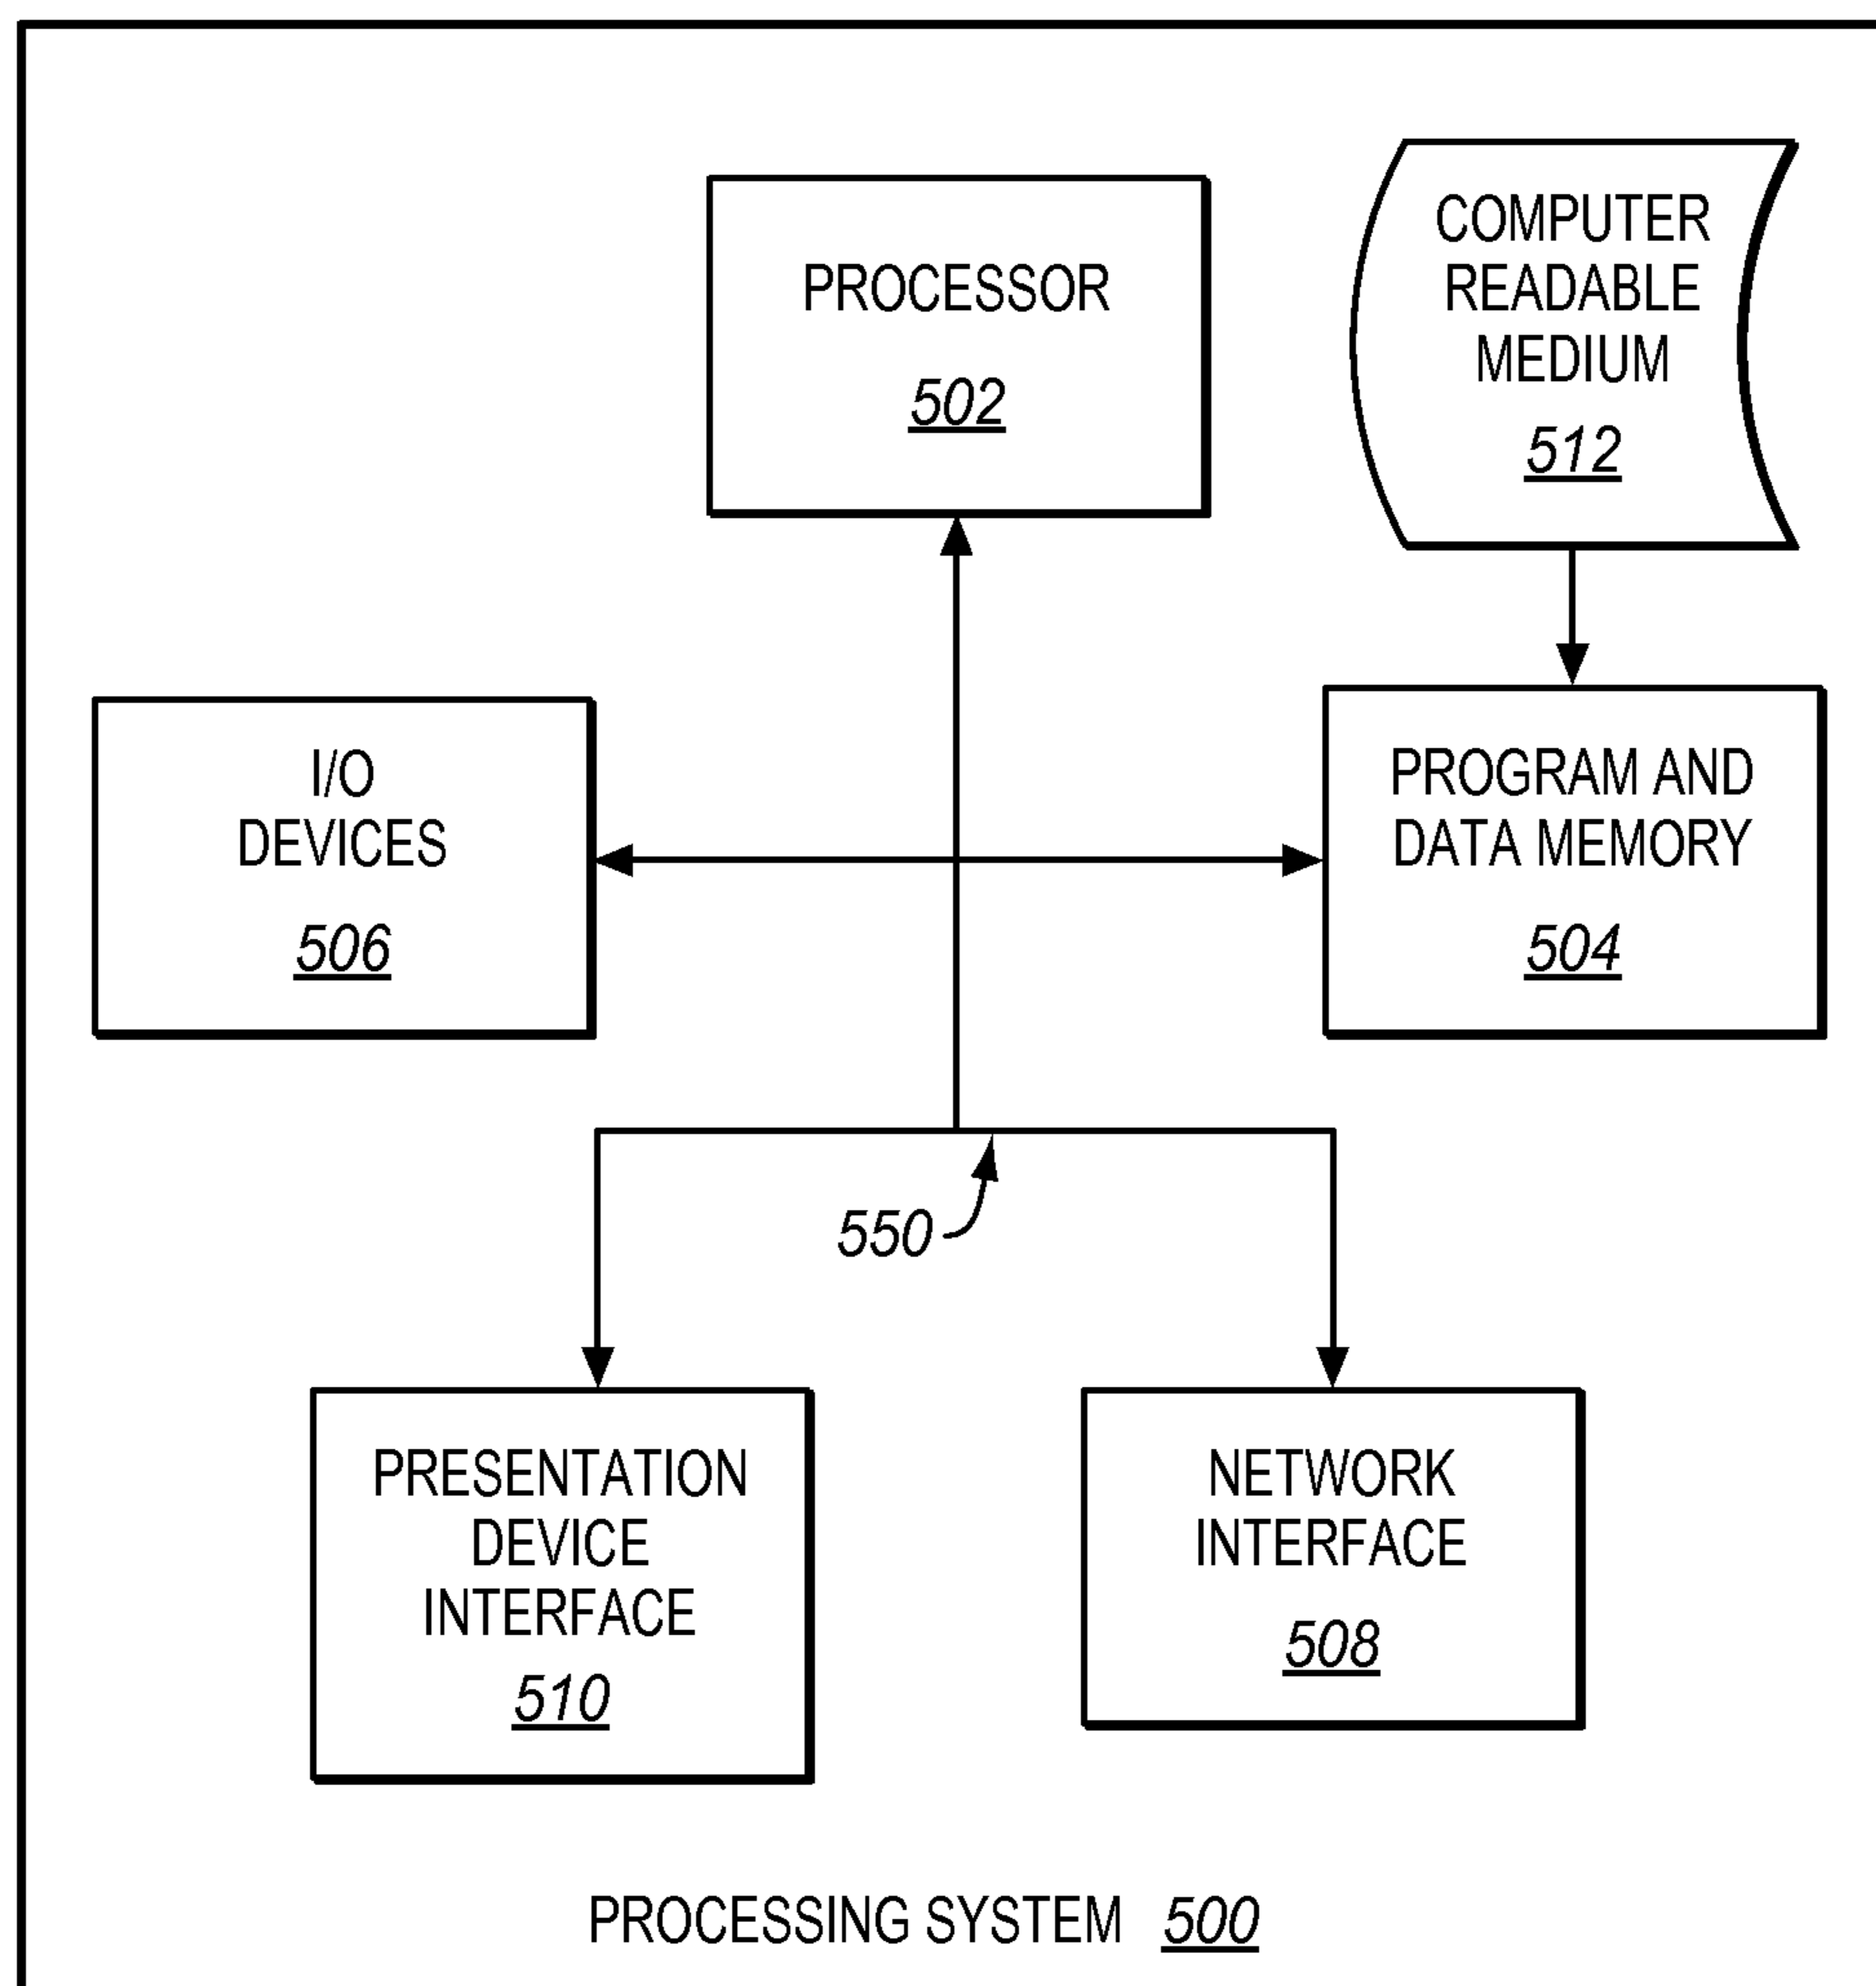 PROCESSOR
502
COMPUTER
READABLE
MEDIUM
512
I/O
DEVICES
506
PROGRAM AND
DATA MEMORY
504
550
PRESENTATION
DEVICE
INTERFACE
510
NETWORK
INTERFACE
508
PROCESSING SYSTEM 500